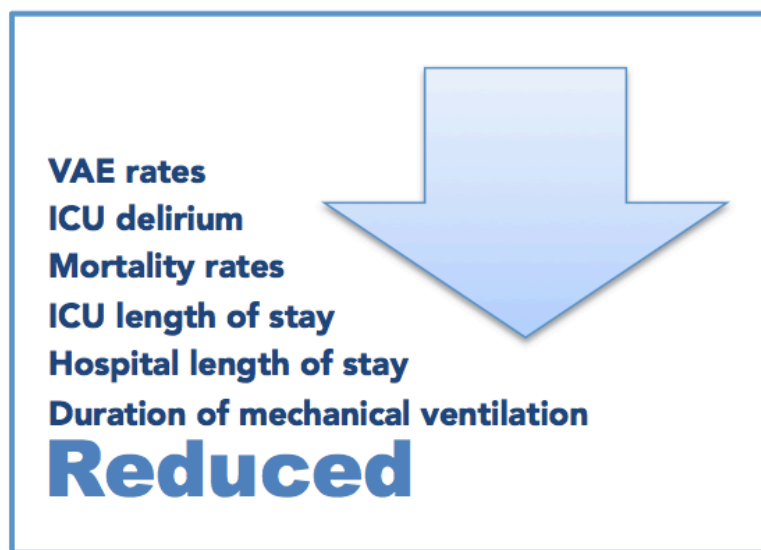 VAE rates
ICU delirium
Mortality rates
ICU length of stay
Hospital length of stay
Duration of mechanical ventilation
Reduced